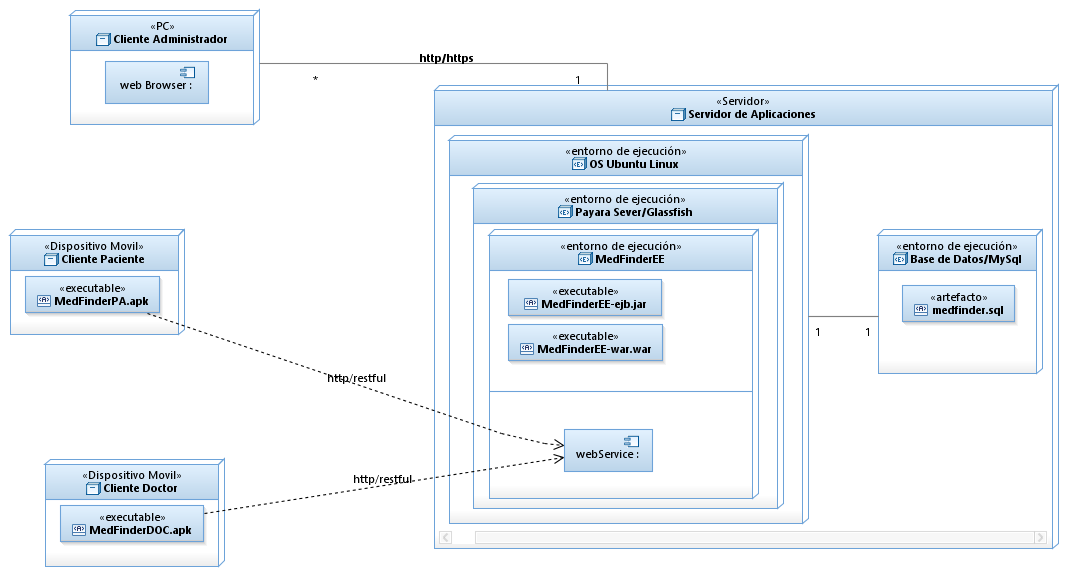 «PC»
Cliente Administrador
web Browser :
http/https
*
1
«Servidor»
Servidor de Aplicaciones
«entorno de ejecución»
OS Ubuntu Linux
«entorno de ejecución»
Payara Sever/Glassfish
«entorno de ejecución»
MedFinderEE
«executable»
MedFinderEE-ejb.jar
«executable»
MedFinderEE-war.war
webService :
«entorno de ejecución»
Base de Datos/MySql
«artefacto»
medfinder.sql
1
1
«Dispositivo Movil»
Cliente Paciente
«executable»
MedFinderPA.apk
http/restful
«Dispositivo Movil»
Cliente Doctor
«executable»
MedFinderDOC.apk
http/restful